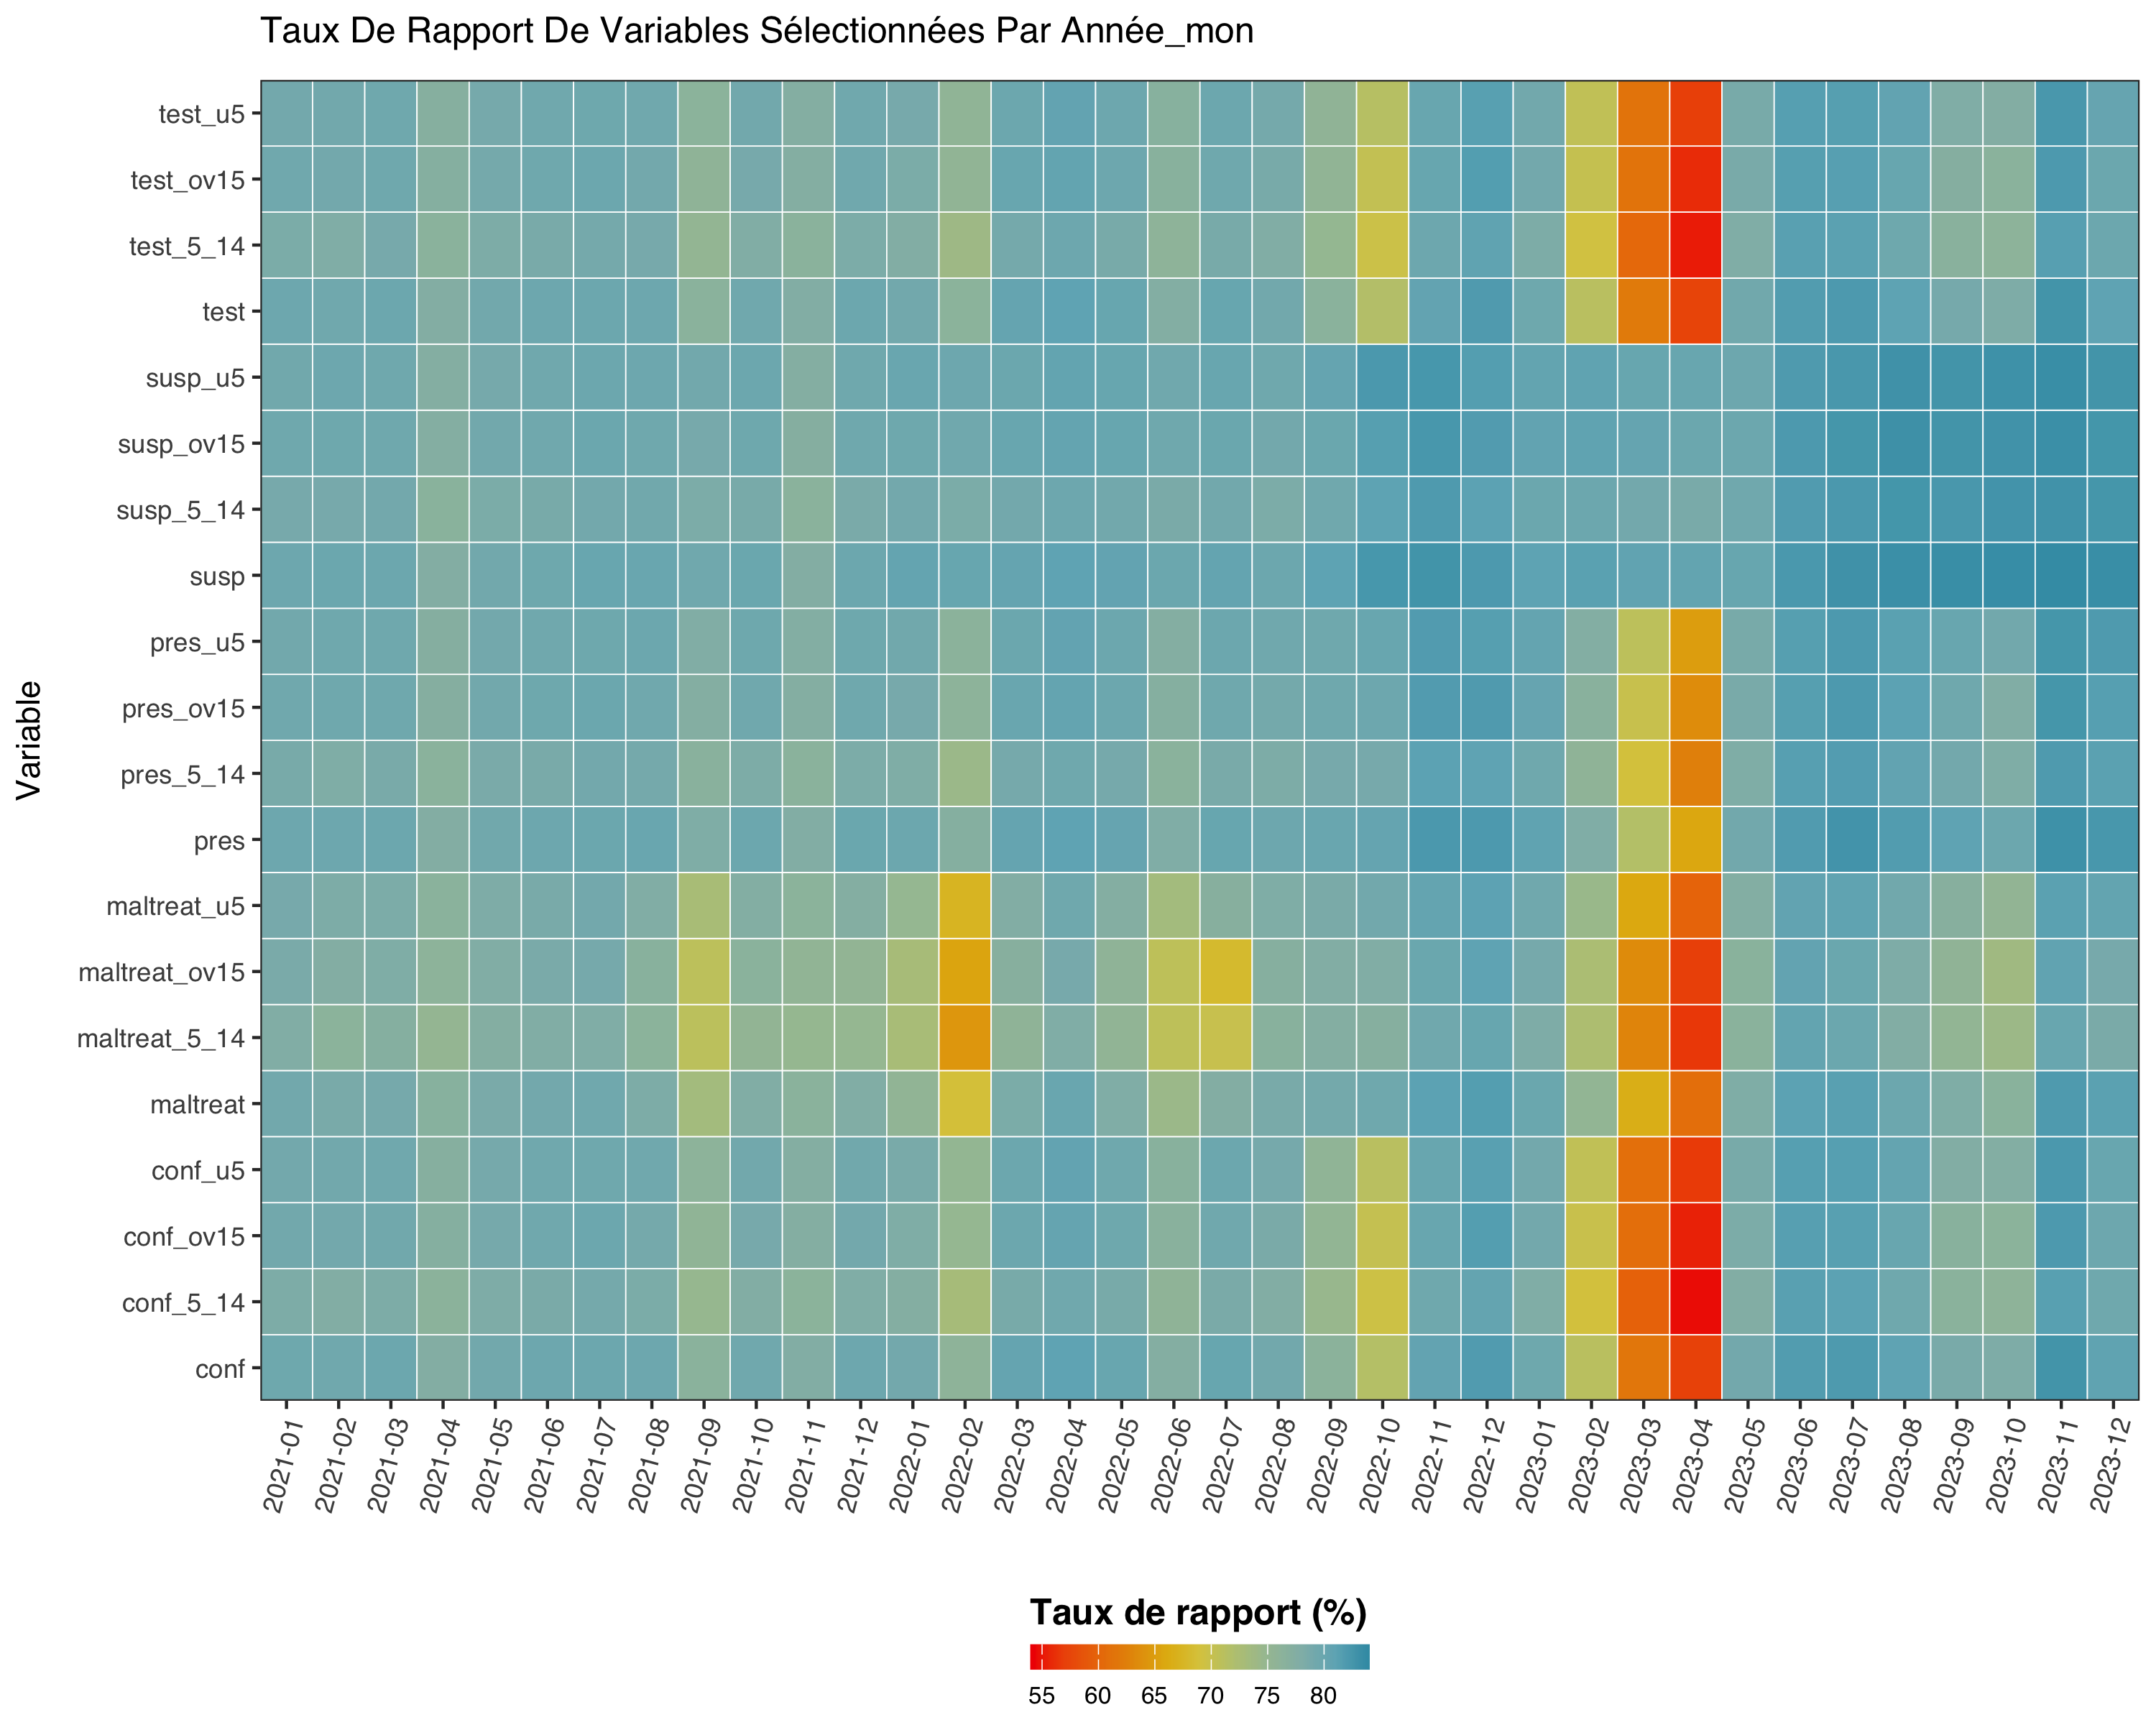 Taux De Rapport De Variables Sélectionnées Par Année_mon
Variable
test_u5
test_ov15
test_5_14
test
susp_u5
susp_ov15
susp_5_14
susp
pres_u5
pres_ov15
pres_5_14
pres
maltreat_u5
maltreat_ov15
maltreat_5_14
maltreat
conf_u5
conf_ov15
conf_5_14
conf
2021-01 2021-02 2021-03 2021-04 2021-05 2021-06 2021-07 2021-08 2021-09 2021-10 2021-11 2021-12 2022-01 2022-02 2022-03 2022-04 2022-05 2022-06 2022-07 2022-08 2022-09 2022-10 2022-11 2022-12 2023-01 2023-02 2023-03 2023-04 2023-05 2023-06 2023-07 2023-08 2023-09 2023-10 2023-11 2023-12
Taux de rapport (%)
55 60 65 70 75 80